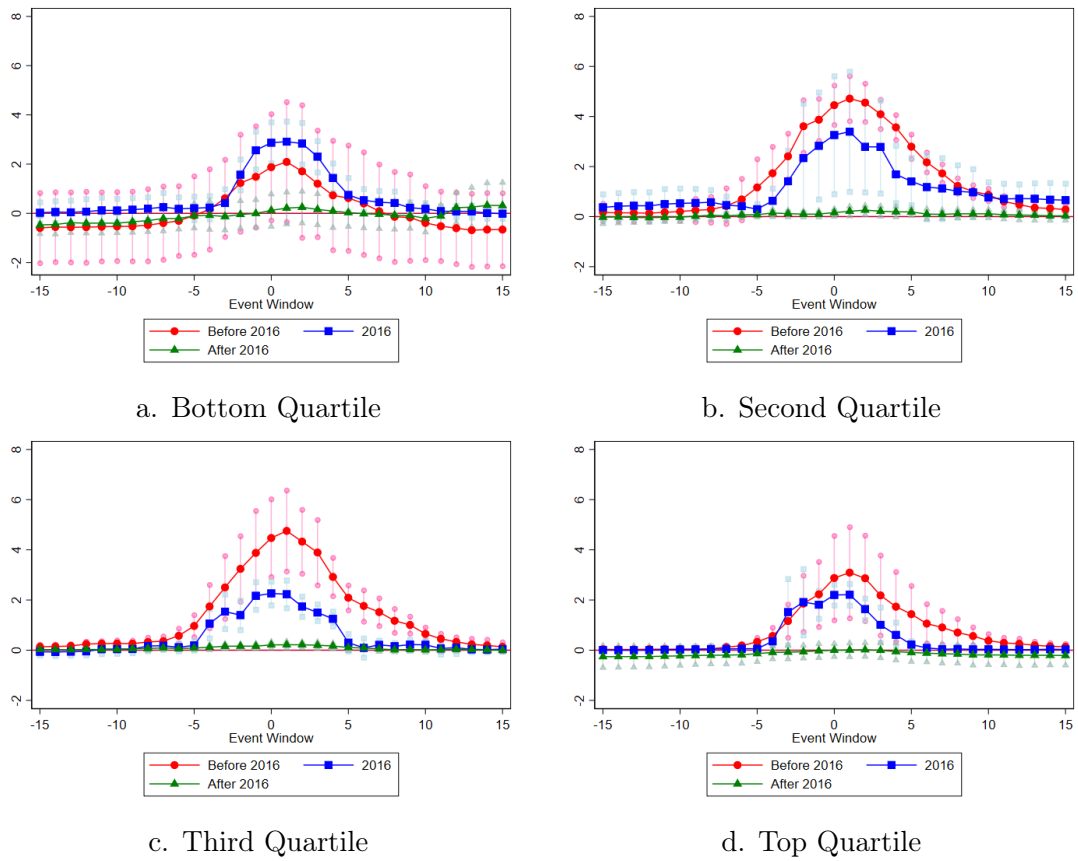 8
6
4
2
0
-2
-15 -10 -5 0 5 10 15
Event Window
Before 2016 2016
After 2016
a. Bottom Quartile
8
6
4
2
0
-2
-15 -10 -5 0 5 10 15
Event Window
Before 2016 2016
After 2016
b. Second Quartile
8
6
4
2
0
-2
-15 -10 -5 0 5 10 15
Event Window
Before 2016 2016
After 2016
c. Third Quartile
8
6
4
2
0
-2
-15 -10 -5 0 5 10 15
Event Window
Before 2016 2016
After 2016
d. Top Quartile